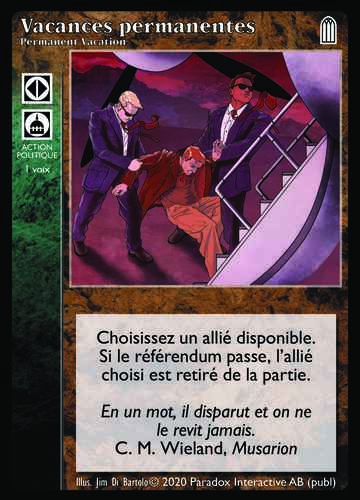 Vacances permanentes
Permanent Vacation
ACTION
POLITIQUE
1 voix
Choisissez un allié disponible.
Si le référendum passe, l'allié
choisi est retiré de la partie.
En un mot, il disparut et on ne
le revit jamais.
C. M. Wieland, Musarion
Illus. Jim Di Bartolo © 2020 Paradox Interactive AB (publ)